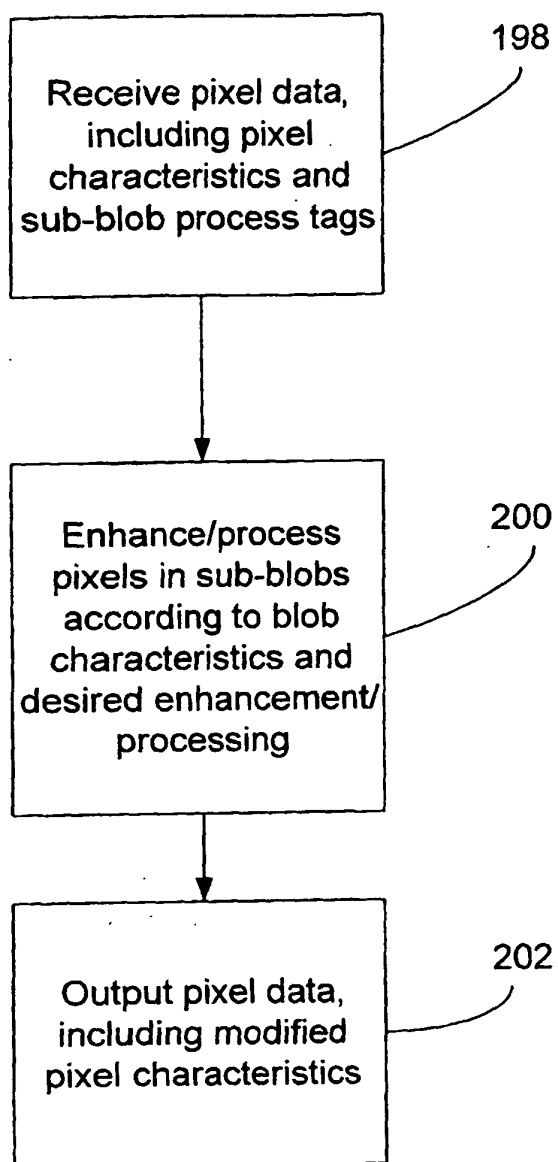 198
Receive pixel data,
including pixel
characteristics and
sub-blob process tags
200
Enhance/process
pixels in sub-blobs
according to blob
characteristics and
desired enhancement/
processing
202
Output pixel data,
including modified
pixel characteristics